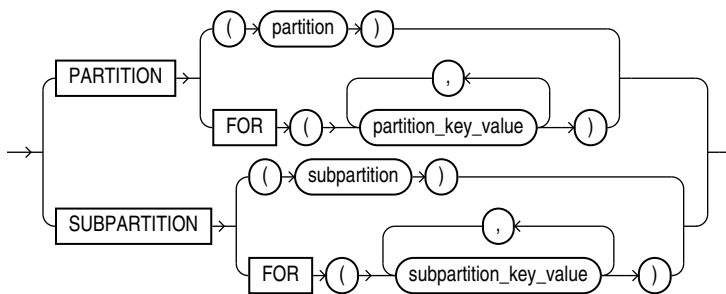 ( partition )
,
PARTITION
FOR ( partition_key_value )
( subpartition )
,
SUBPARTITION
FOR ( subpartition_key_value )